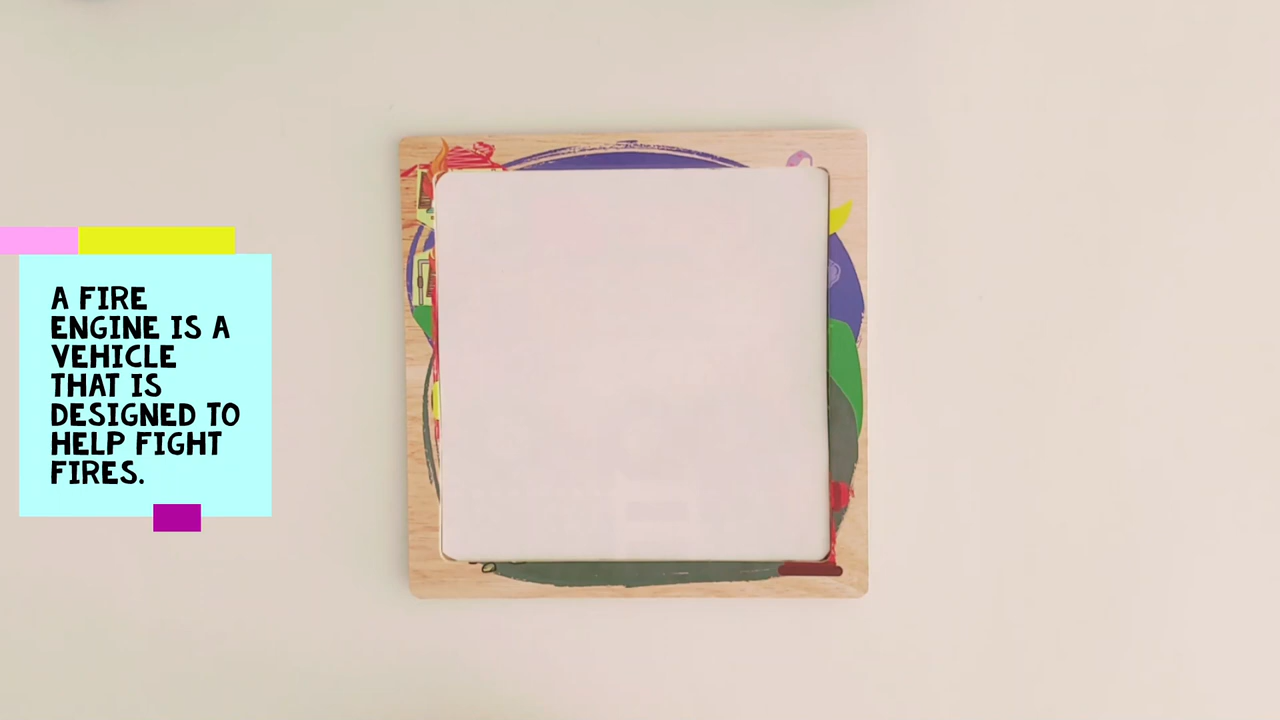 A FIRE
ENGINE IS A
VEHICLE
THAT IS
DESIGNED TO
HELP FIGHT
FIRES.